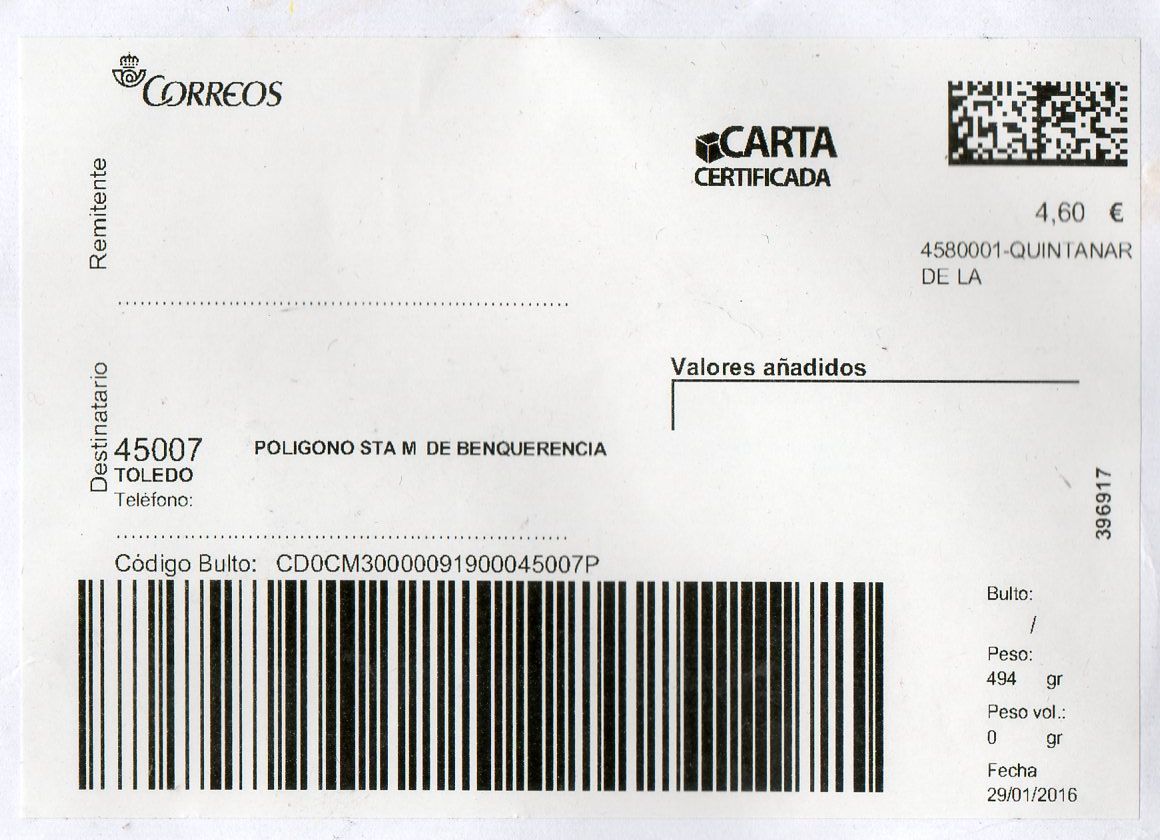 CORREOS
CARTA
CERTIFICADA
Remitente
4,60 €
4580001-QUINTANAR
DE LA
Valores añadidos
Destinatario
45007 POLIGONO STA M DE BENQUERENCIA
TOLEDO
Teléfono:
396917
Código Bulto: CD0CM30000091900045007P
Bulto:
/
Peso:
494 gr
Peso vol.:
0 gr
Fecha
29/01/2016